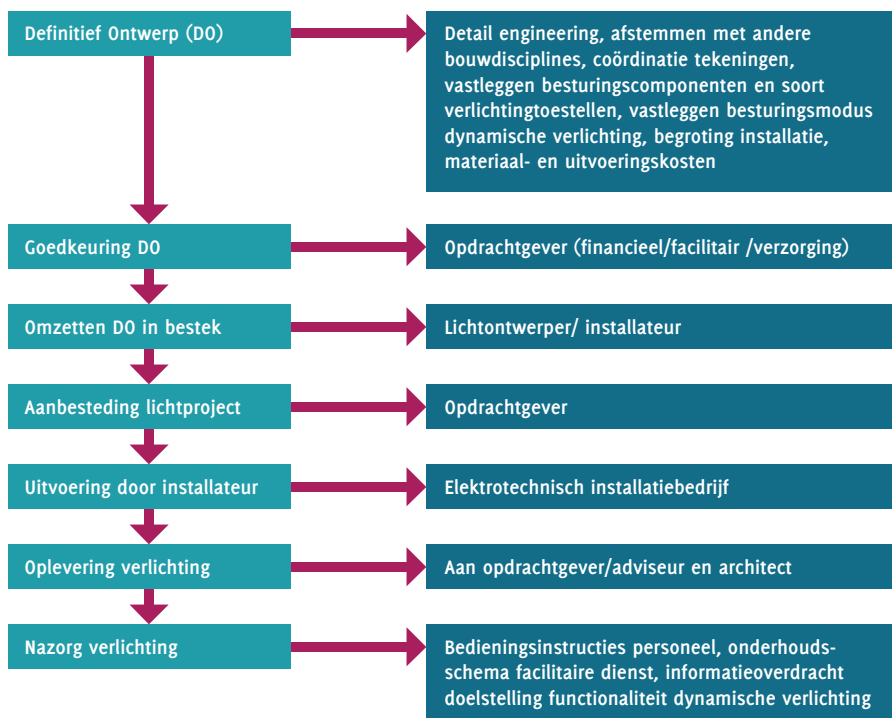 Definitief Ontwerp (DO)
Detail engineering, afstemmen met andere
bouwdisciplines, coördinatie tekeningen,
vastleggen besturingscomponenten en soort
verlichtingtoestellen, vastleggen besturingsmodus
dynamische verlichting, begroting installatie,
materiaal- en uitvoeringskosten
Goedkeuring DO
Opdrachtgever (financieel/facilitair /verzorging)
Omzetten DO in bestek
Lichtontwerper/ installateur
Aanbesteding lichtproject
Opdrachtgever
Uitvoering door installateur
Elektrotechnisch installatiebedrijf
Oplevering verlichting
Aan opdrachtgever/adviseur en architect
Nazorg verlichting
Bedieningsinstructies personeel, onderhouds-
schema facilitaire dienst, informatieoverdracht
doelstelling functionaliteit dynamische verlichting